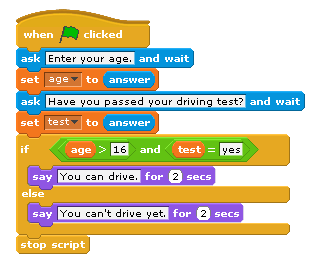 when clicked
ask Enter your age. and wait
set age to answer
ask Have you passed your driving test? and wait
set test to answer
if age > 16 and test = yes
say You can drive. for 2 secs
else
say You can't drive yet. for 2 secs
stop script